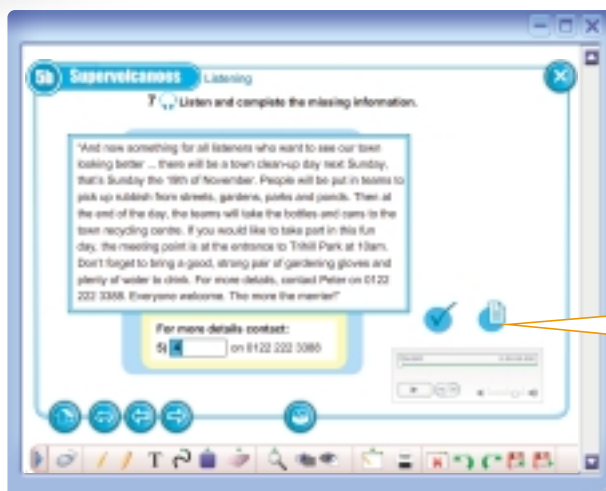 5b Supervolcanoes Listening
7 Listen and complete the missing information.
"And now something for all listeners who want to see our town
looking better ... there will be a town clean-up day next Sunday,
that's Sunday the 19th of November. People will be put in teams to
pick up rubbish from streets, gardens, parks and ponds. Then at
the end of the day, the teams will take the bottles and cans to the
town recycling centre. If you would like to take part in this fun
day, the meeting point is at the entrance to Trihill Park at 10am.
Don't forget to bring a good, strong pair of gardening gloves and
plenty of water to drink. For more details, contact Peter on 0122
222 3388. Everyone welcome. The more the merrier!"
For more details contact:
5) on 0122 222 3388
T